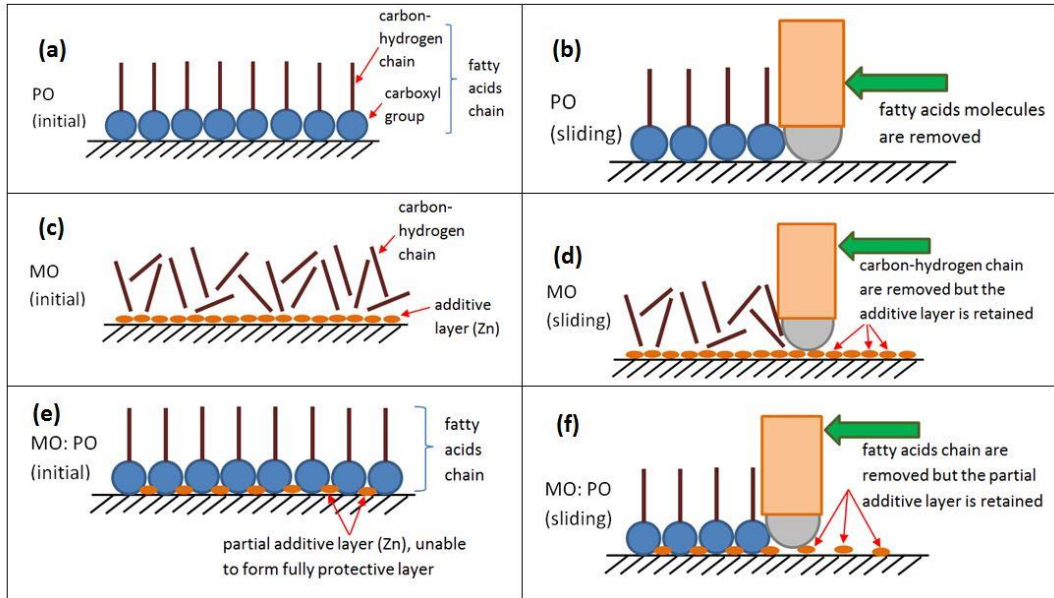 (a)
PO
(initial)
carbon-
hydrogen
chain
carboxyl
group
fatty
acids
chain
(b)
PO
(sliding)
fatty acids molecules
are removed
(c)
MO
(initial)
carbon-
hydrogen
chain
additive
layer (Zn)
(d)
MO
(sliding)
carbon-hydrogen chain
are removed but the
additive layer is retained
(e)
MO: PO
(initial)
fatty
acids
chain
partial additive layer (Zn), unable
to form fully protective layer
(f)
MO: PO
(sliding)
fatty acids chain are
removed but the partial
additive layer is retained